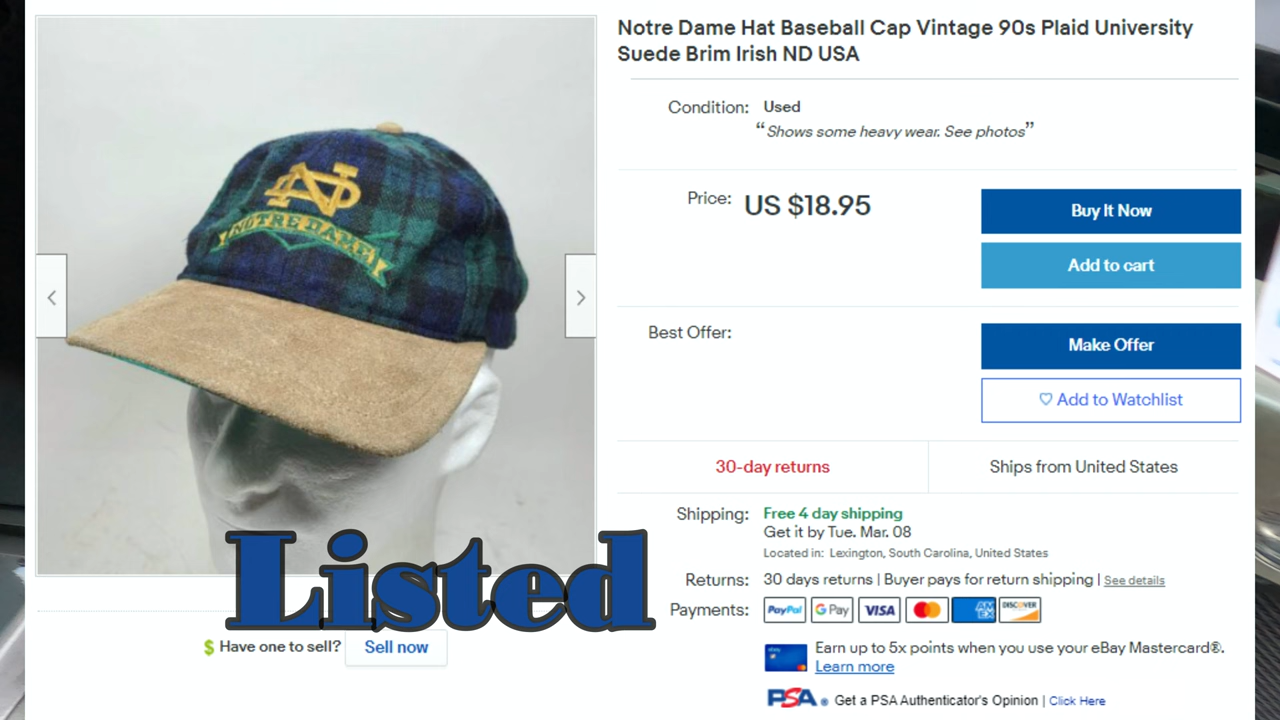 Notre Dame Hat Baseball Cap Vintage 90s Plaid University
Suede Brim Irish ND USA
Condition: Used
“Shows some heavy wear. See photos”
Price: US $18.95
Buy It Now
Add to cart
Best Offer:
Make Offer
Add to Watchlist
30-day returns
Ships from United States
Shipping: Free 4 day shipping
Get it by Tue. Mar. 08
Located in: Lexington, South Carolina, United States
Returns: 30 days returns | Buyer pays for return shipping | See details
Payments: PayPal G Pay VISA AM EX DISCOVER
Earn up to 5x points when you use your eBay Mastercard®.
Learn more
PSA® Get a PSA Authenticator's Opinion | Click Here
ND
NOTRE DAME
Listed
$ Have one to sell? Sell now